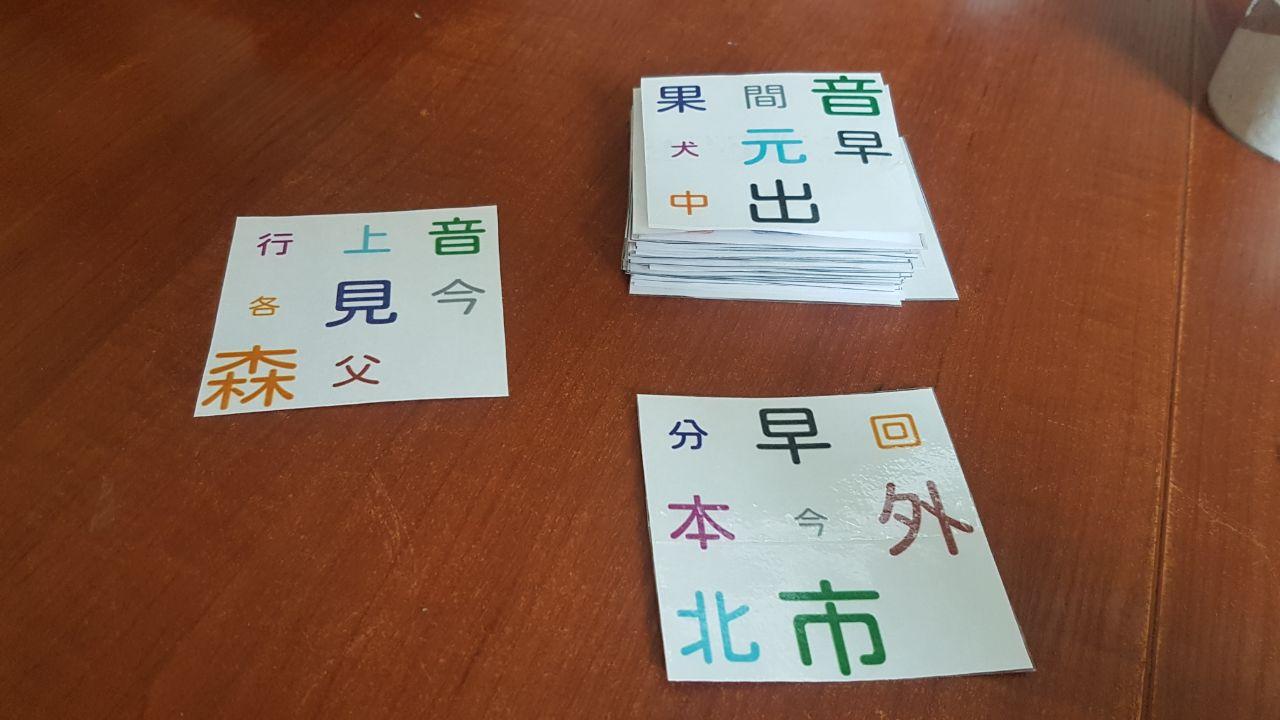 果 間 音
犬 元 早
中 出
行 上 音
各 見 今
森 父
分 早 回
本 今 外
北 市